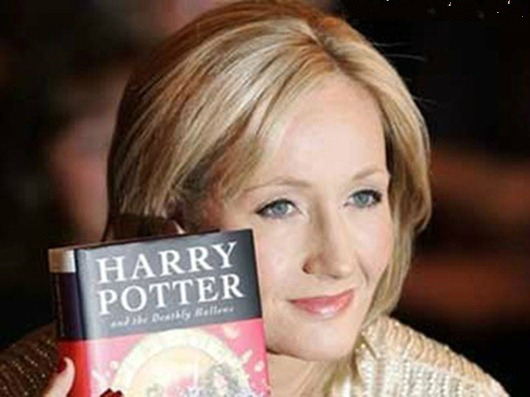 HARRY
POTTER
and the Deathly Hallows